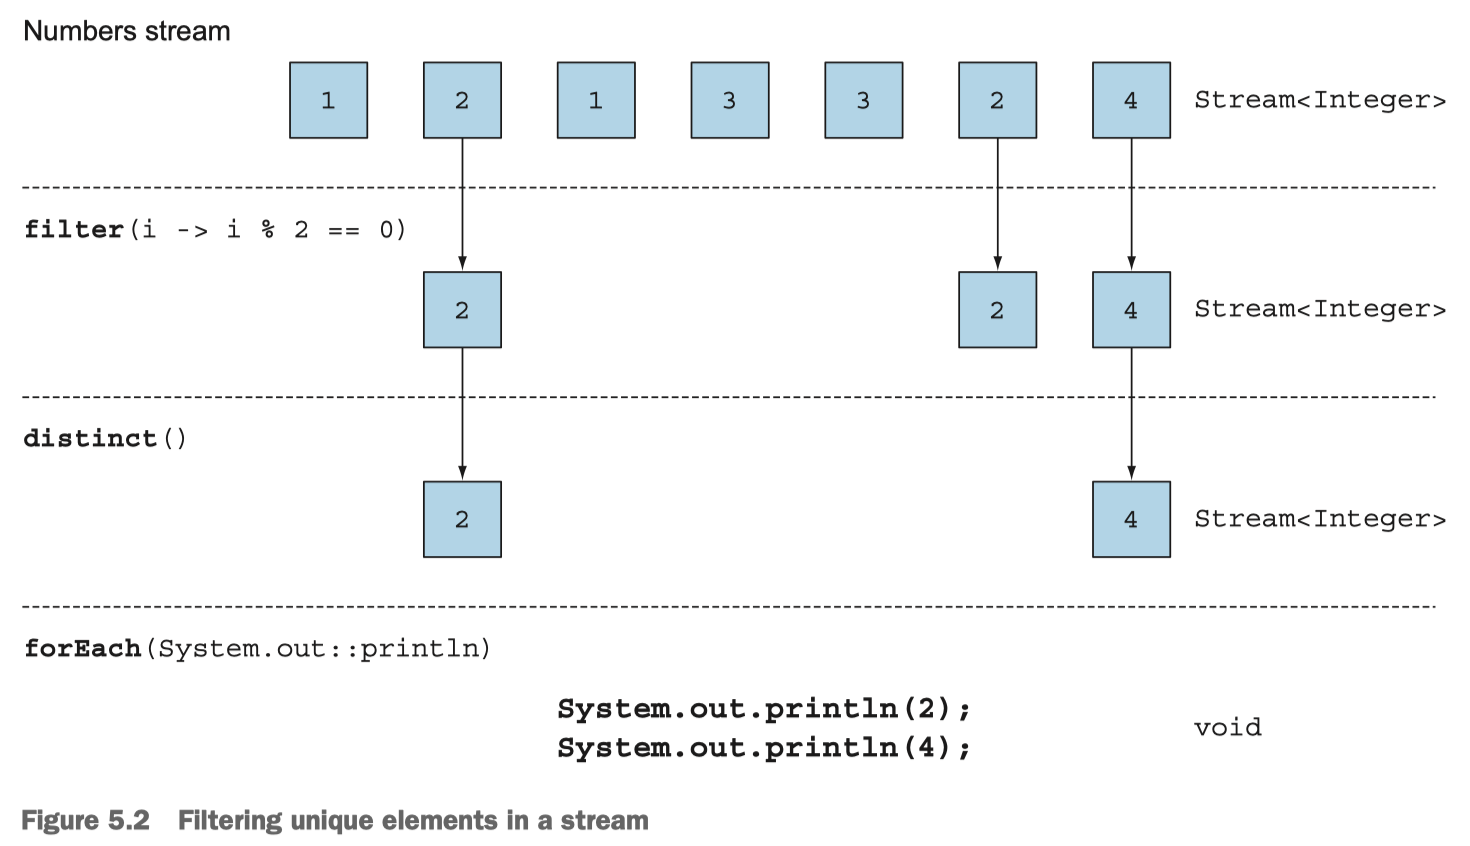 Numbers stream
1 2 1 3 3 2 4 Stream<Integer>
filter(i -> i % 2 == 0)
2 2 4 Stream<Integer>
distinct()
2 4 Stream<Integer>
forEach(System.out::println)
System.out.println(2);
System.out.println(4);
void
Figure 5.2 Filtering unique elements in a stream